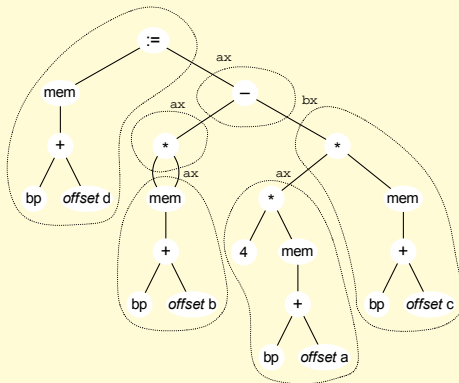 := ax
mem ax – bx
+ * *
bp offset d ax
mem * ax mem
+ 4 mem +
bp offset b + bp offset c
bp offset a